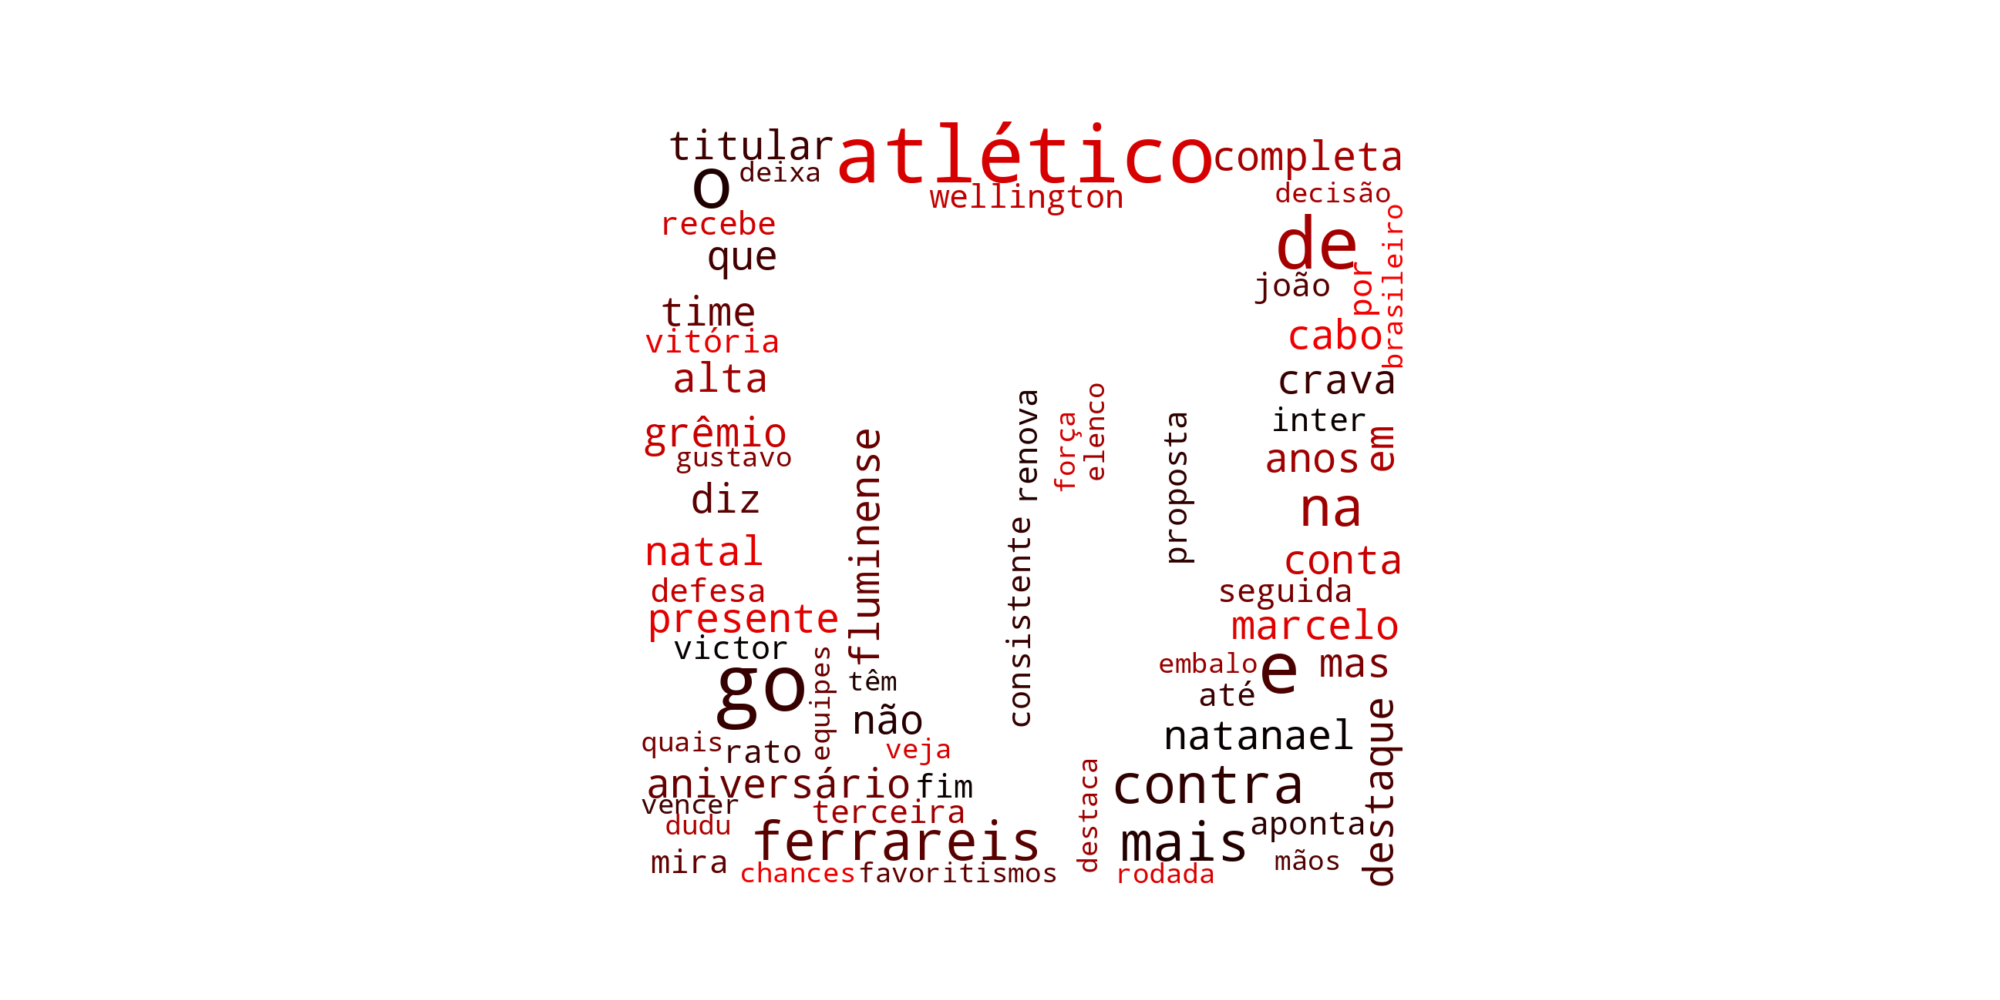 titular
atlético
completa
o
deixa
wellington
decisão
recebe
de
brasileiro
que
por
joão
time
cabo
vitória
alta
crava
renova
força
elenco
proposta
inter
em
grêmio
gustavo
fluminense
anos
diz
na
consistente
natal
conta
defesa
seguida
presente
marcelo
victor
equipes
embalo
e
mas
go
têm
até
não
natanael
destaque
quais
rato
veja
aniversário
fim
destaca
contra
vencer
terceira
dudu
ferrareis
mais
aponta
mira
mãos
chances
favoritismos
rodada